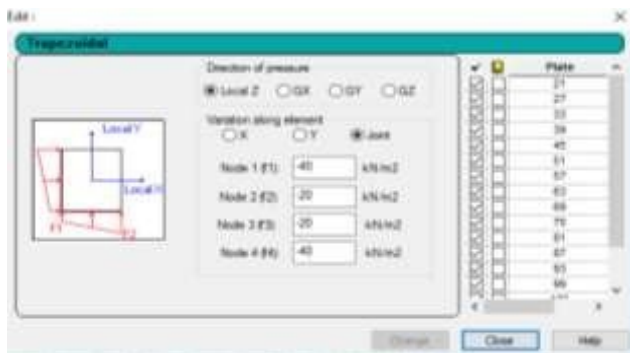 Edit :
Trapezoidal
Direction of pressure
Local Z GX GY GZ
Variation along element
X Y Joint
Node 1 (f1) -40 kN/m2
Node 2 (f2) -20 kN/m2
Node 3 (f3) -20 kN/m2
Node 4 (f4) -40 kN/m2
Local Y
Local X
f1
f2
Plate
21
27
33
39
45
51
57
63
69
75
81
87
93
99
Change Close Help